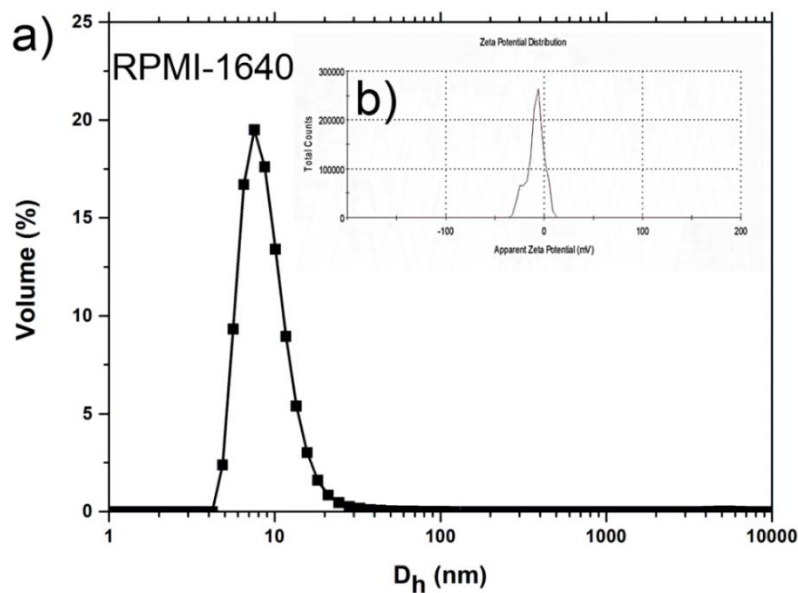 a)
RPMI-1640
b)
Zeta Potential Distribution
Total Counts
300000
200000
100000
0
-100
0
100
200
Apparent Zeta Potential (mV)
Volume (%)
25
20
15
10
5
0
1
10
100
1000
10000
Dh (nm)